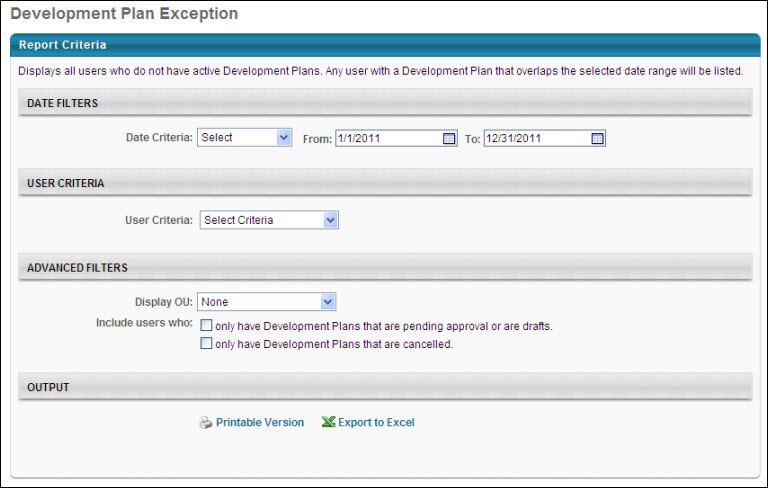 Development Plan Exception
Report Criteria
Displays all users who do not have active Development Plans. Any user with a Development Plan that overlaps the selected date range will be listed.
DATE FILTERS
Date Criteria: Select From: 1/1/2011 To: 12/31/2011
USER CRITERIA
User Criteria: Select Criteria
ADVANCED FILTERS
Display OU: None
Include users who: only have Development Plans that are pending approval or are drafts.
only have Development Plans that are cancelled.
OUTPUT
Printable Version Export to Excel